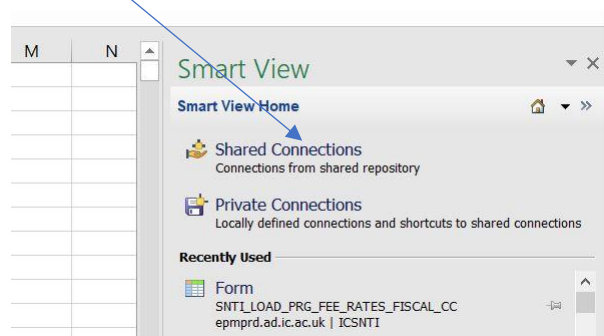 M N
Smart View
Smart View Home
Shared Connections
Connections from shared repository
Private Connections
Locally defined connections and shortcuts to shared connections
Recently Used
Form
SNTI_LOAD_PRG_FEE_RATES_FISCAL_CC
epmprd.ad.ic.ac.uk | ICSNTI